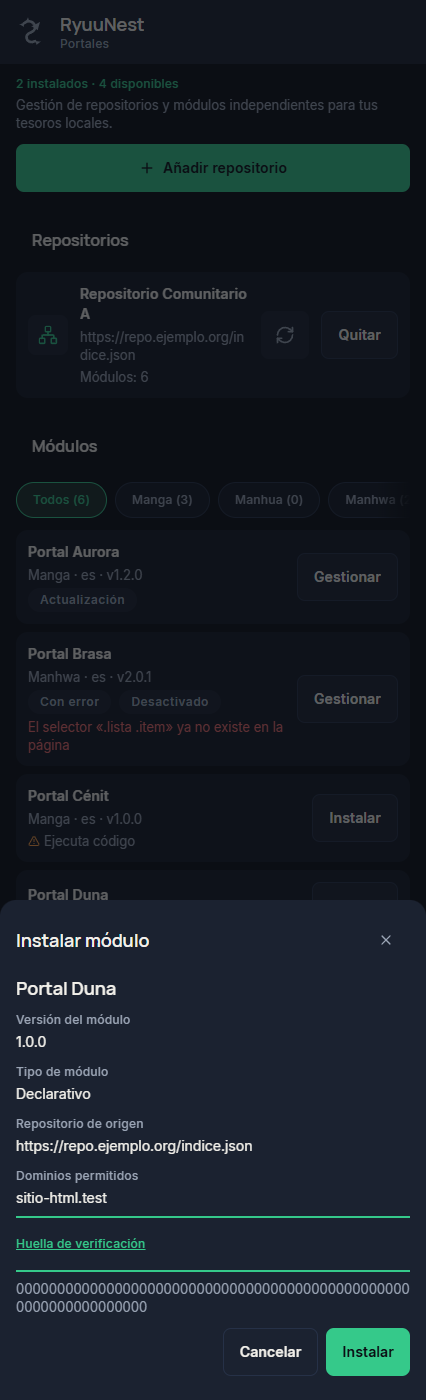 RyuuNest
Portales
2 instalados · 4 disponibles
Gestión de repositorios y módulos independientes para tus
tesoros locales.
+ Añadir repositorio
Repositorios
Repositorio Comunitario
A
https://repo.ejemplo.org/in
dice.json
Módulos: 6
Quitar
Módulos
Todos (6)
Manga (3)
Manhua (0)
Manhwa (
Portal Aurora
Manga · es · v1.2.0
Actualización
Gestionar
Portal Brasa
Manhwa · es · v2.0.1
Con error
Desactivado
El selector «.lista .item» ya no existe en la
página
Gestionar
Portal Cénit
Manga · es · v1.0.0
Ejecuta código
Instalar
Portal Duna
Instalar módulo
Portal Duna
Versión del módulo
1.0.0
Tipo de módulo
Declarativo
Repositorio de origen
https://repo.ejemplo.org/indice.json
Dominios permitidos
sitio-html.test
Huella de verificación
000000000000000000000000000000000000000000000000
0000000000000000
Cancelar
Instalar